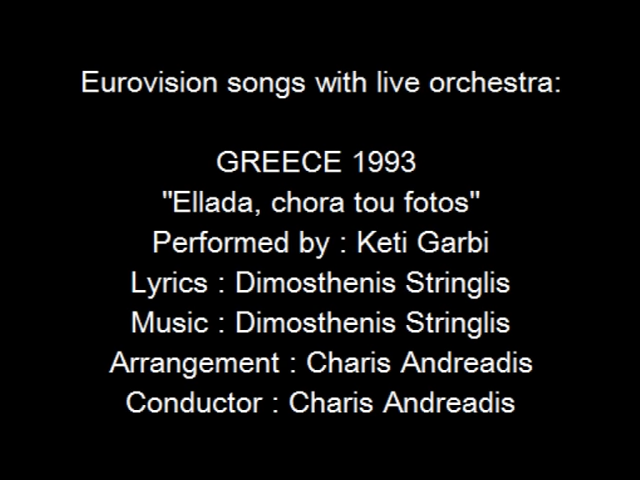 Eurovision songs with live orchestra:
GREECE 1993
"Ellada, chora tou fotos"
Performed by : Keti Garbi
Lyrics : Dimosthenis Stringlis
Music : Dimosthenis Stringlis
Arrangement : Charis Andreadis
Conductor : Charis Andreadis